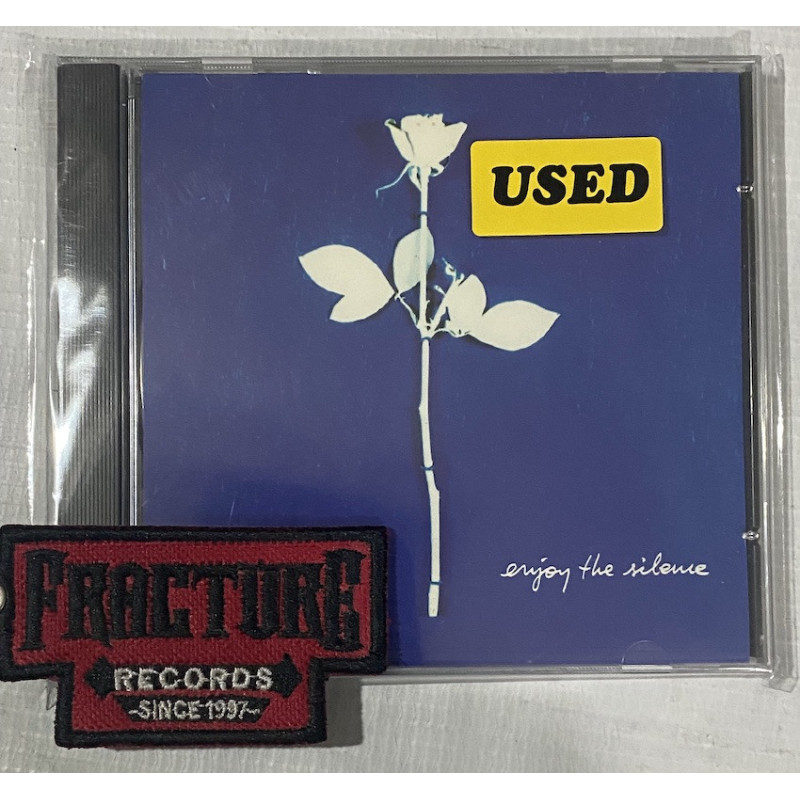 USED
enjoy the silence
FRACTURE
RECORDS
-SINCE 1997-